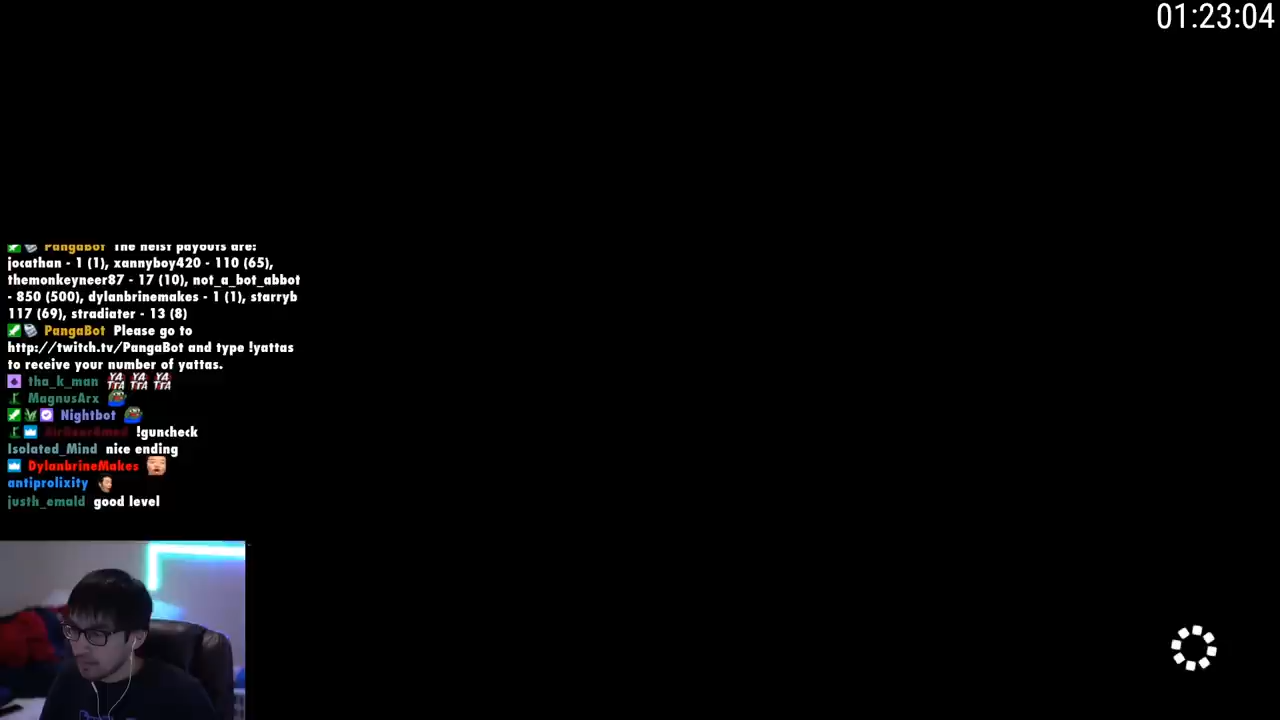 01:23:04
PangaBot The heist payouts are:
jocathan - 1 (1), xannyboy420 - 110 (65),
themonkeyneer87 - 17 (10), not_a_bot_abbot
- 850 (500), dylanbrinemakes - 1 (1), starryb
117 (69), stradiater - 13 (8)
PangaBot Please go to
http://twitch.tv/PangaBot and type !yattas
to receive your number of yattas.
tha_k_man YATTA YATTA YATTA
MagnusArx
Nightbot
!guncheck
Isolated_Mind nice ending
DylanbrineMakes
antiprolixity
justh_emald good level